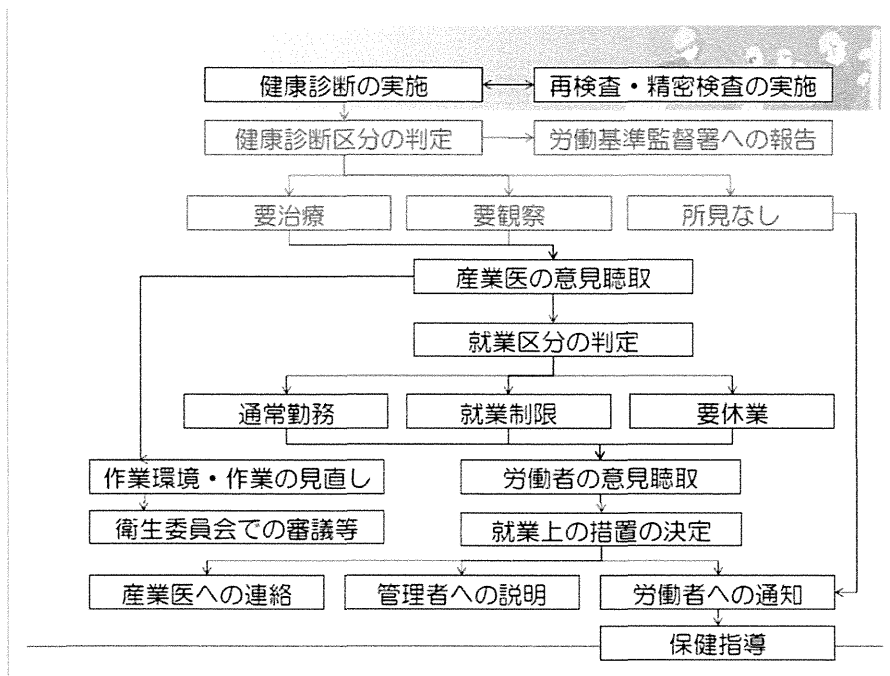 健康診断の実施
再検査・精密検査の実施
健康診断区分の判定
労働基準監督署への報告
要治療
要観察
所見なし
産業医の意見聴取
就業区分の判定
通常勤務
就業制限
要休業
作業環境・作業の見直し
労働者の意見聴取
衛生委員会での審議等
就業上の措置の決定
産業医への連絡
管理者への説明
労働者への通知
保健指導